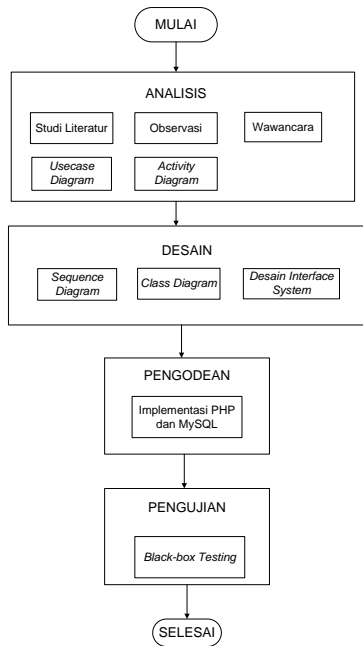 MULAI
ANALISIS
Studi Literatur
Observasi
Wawancara
Usecase
Diagram
Activity
Diagram
DESAIN
Sequence
Diagram
Class Diagram
Desain Interface
System
PENGODEAN
Implementasi PHP
dan MySQL
PENGUJIAN
Black-box Testing
SELESAI